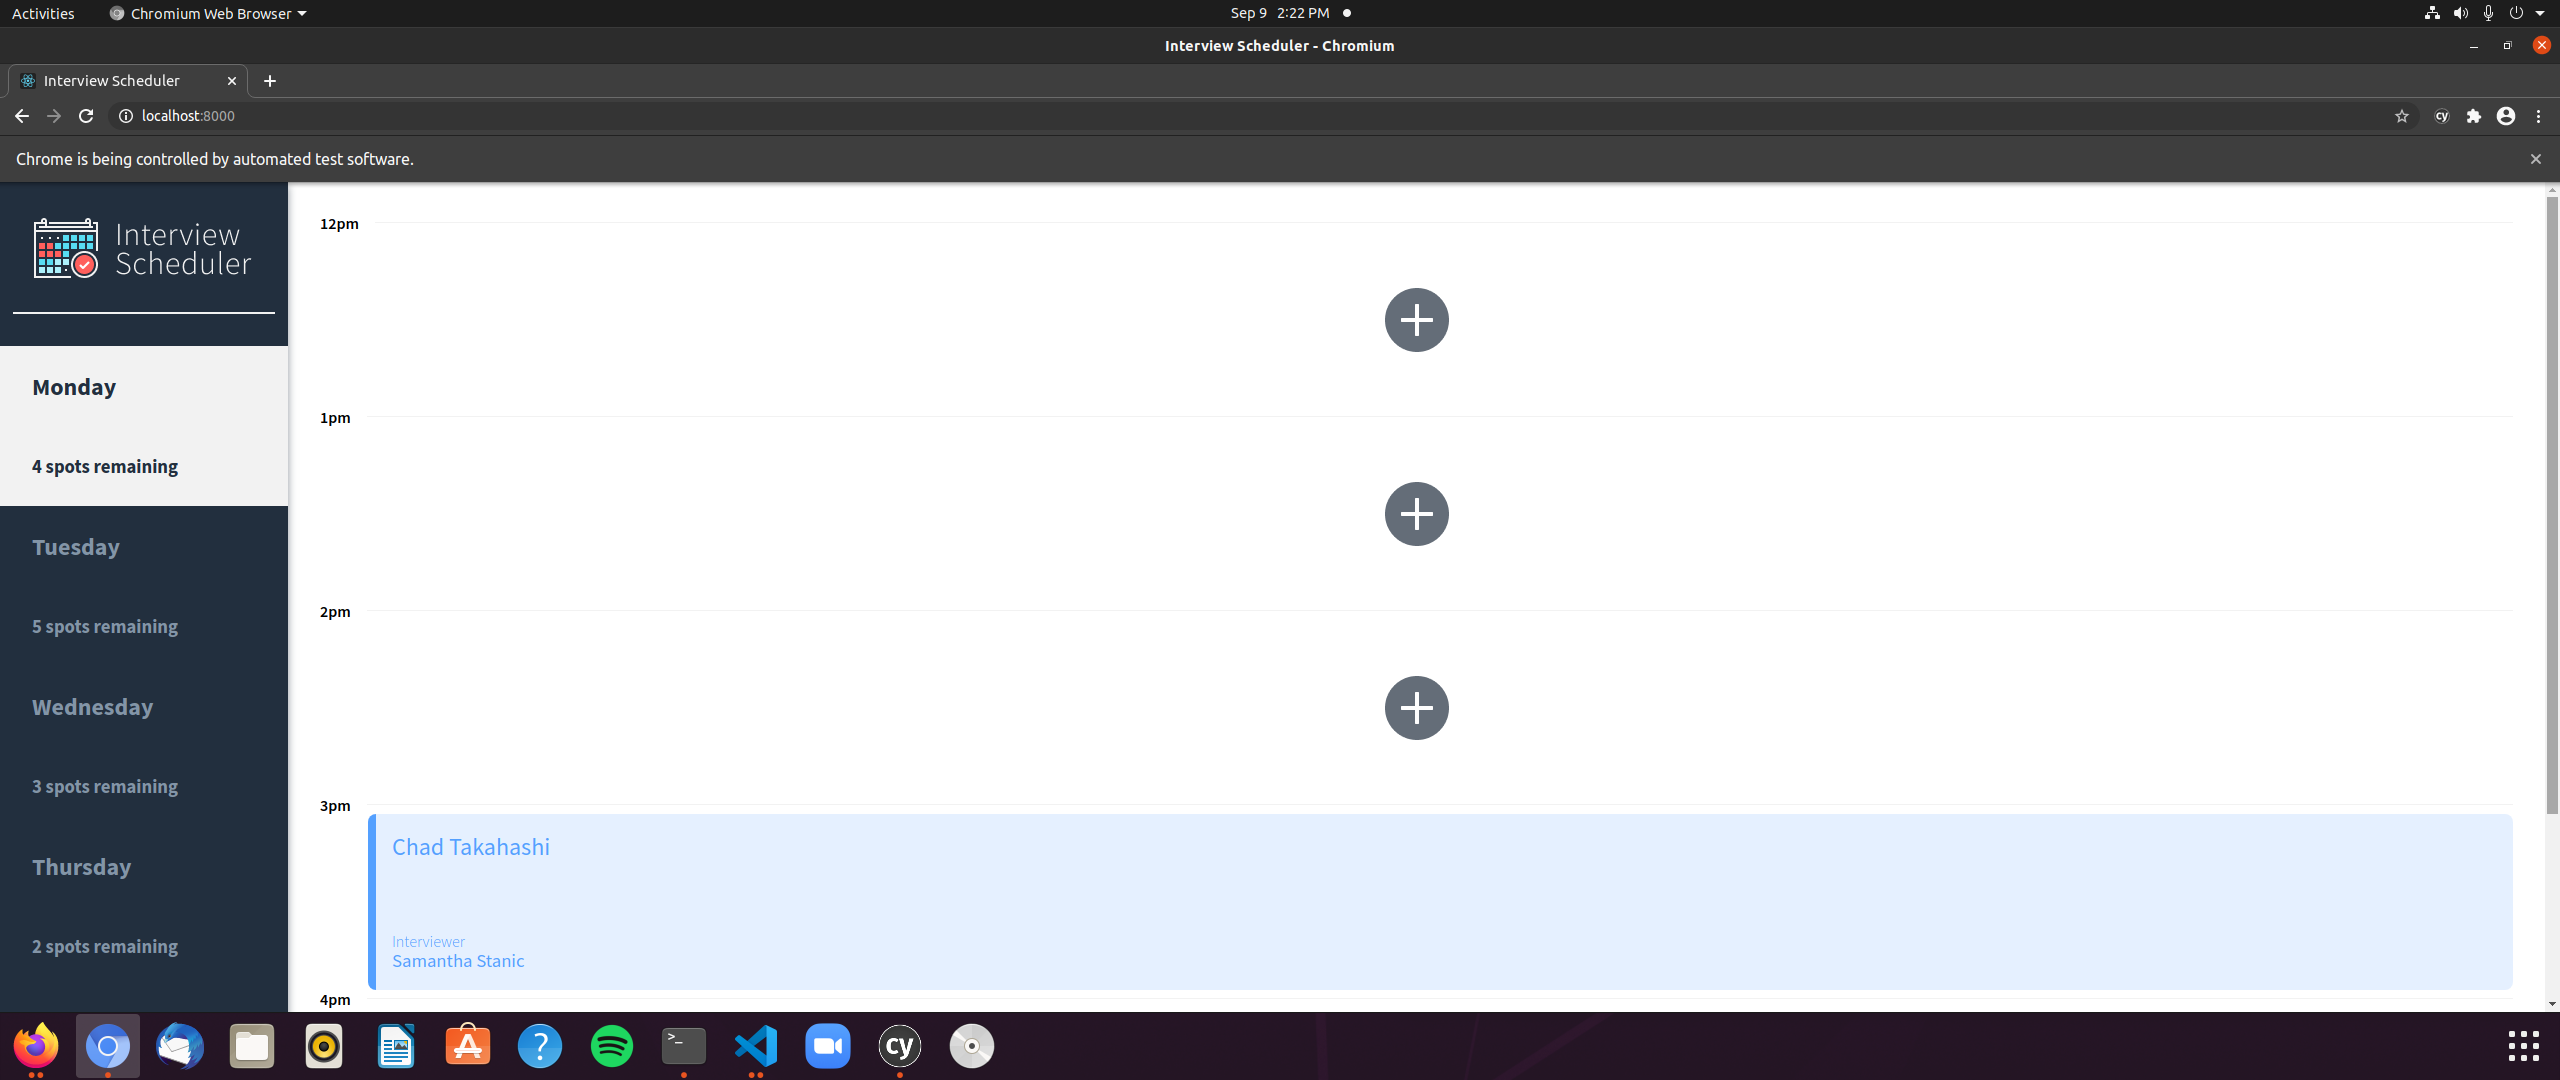 Activities
Chromium Web Browser
Sep 9 2:22 PM
Interview Scheduler - Chromium
Interview Scheduler
localhost:8000
cy
Chrome is being controlled by automated test software.
Interview
Scheduler
Monday
4 spots remaining
Tuesday
5 spots remaining
Wednesday
3 spots remaining
Thursday
2 spots remaining
12pm
1pm
2pm
3pm
Chad Takahashi
Interviewer
Samantha Stanic
4pm
>_
A
?
cy